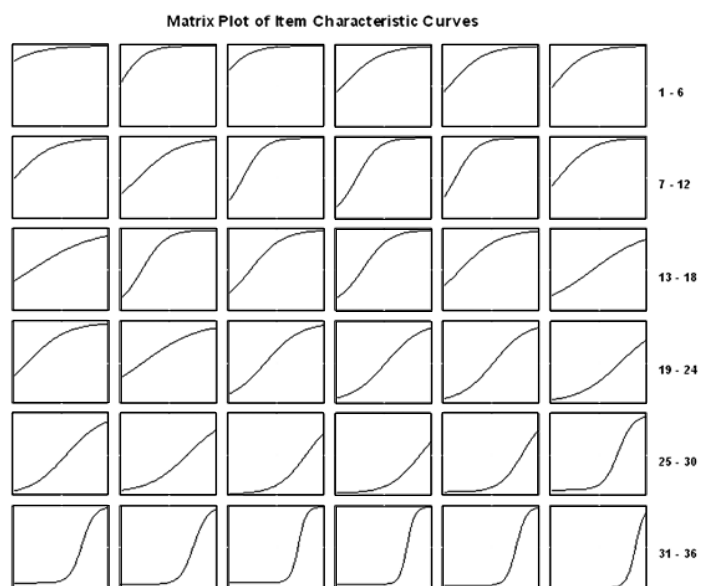 Matrix Plot of Item Characteristic Curves
1 - 6
7 - 12
13 - 18
19 - 24
25 - 30
31 - 36